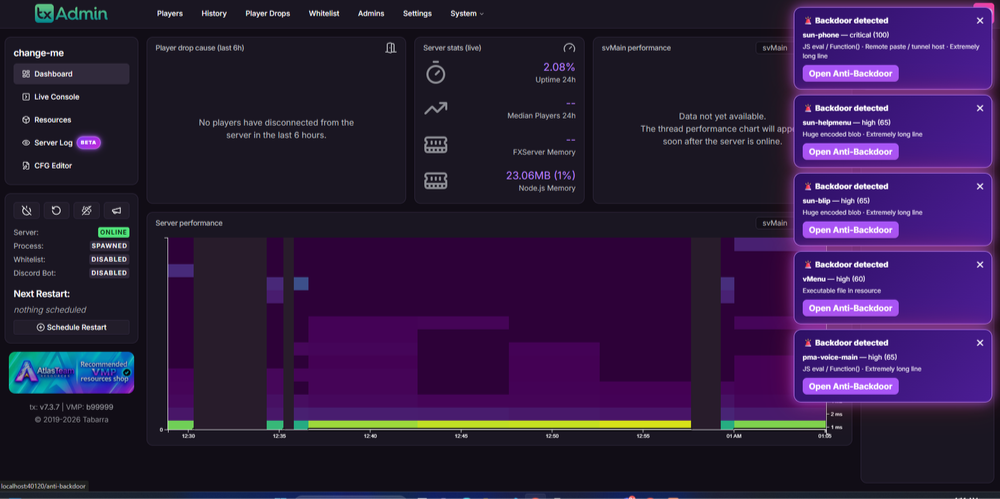 tx Admin
Players
History
Player Drops
Whitelist
Admins
Settings
System
change-me
Dashboard
Live Console
Resources
Server Log BETA
CFG Editor
Server: ONLINE
Process: SPAWNED
Whitelist: DISABLED
Discord Bot: DISABLED
Next Restart:
nothing scheduled
Schedule Restart
Recommended
VMP
resources shop
tx: v7.3.7 | VMP: b99999
© 2019-2026 Tabarra
Player drop cause (last 6h)
No players have disconnected from the
server in the last 6 hours.
Server stats (live)
2.08%
Uptime 24h
--
Median Players 24h
--
FXServer Memory
23.06MB (1%)
Node.js Memory
svMain performance
svMain
Data not yet available.
The thread performance chart will appe
soon after the server is online.
Server performance
svMain
0
12:30
12:35
12:40
12:45
12:50
12:55
01 AM
01:05
2 ms
1 ms
Backdoor detected
sun-phone — critical (100)
JS eval / Function() · Remote paste / tunnel host · Extremely
long line
Open Anti-Backdoor
Backdoor detected
sun-helpmenu — high (65)
Huge encoded blob · Extremely long line
Open Anti-Backdoor
Backdoor detected
sun-blip — high (65)
Huge encoded blob · Extremely long line
Open Anti-Backdoor
Backdoor detected
vMenu — high (60)
Executable file in resource
Open Anti-Backdoor
Backdoor detected
pma-voice-main — high (65)
JS eval / Function() · Extremely long line
Open Anti-Backdoor
localhost:40120/anti-backdoor